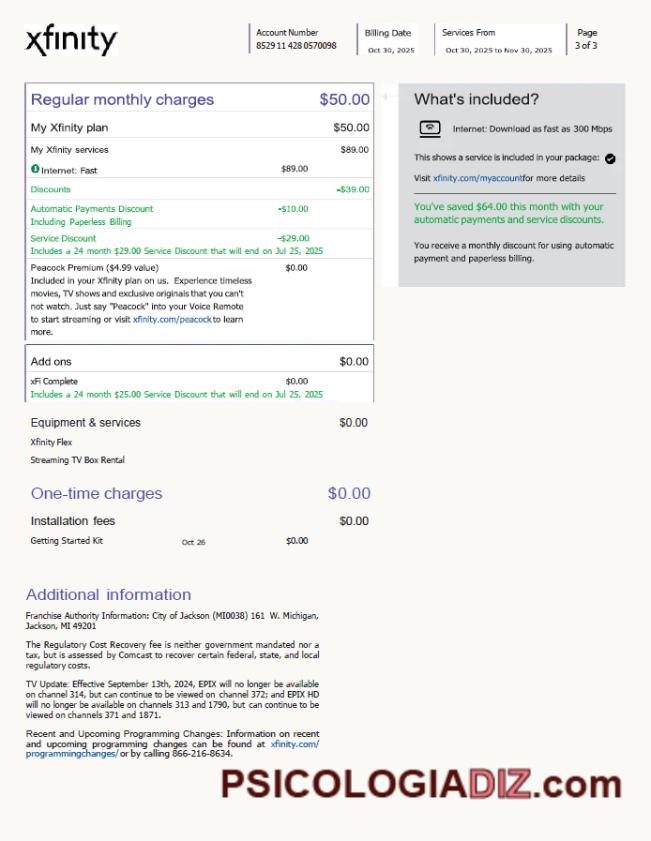 xfinity
Account Number
8529 11 428 0570098
Billing Date
Oct 30, 2025
Services From
Oct 30, 2025 to Nov 30, 2025
Page
3 of 3
Regular monthly charges $50.00
My Xfinity plan $50.00
My Xfinity services $89.00
Internet: Fast $89.00
Discounts -$39.00
Automatic Payments Discount -$10.00
Including Paperless Billing
Service Discount -$29.00
Includes a 24 month $29.00 Service Discount that will end on Jul 25, 2025
Peacock Premium ($4.99 value) $0.00
Included in your Xfinity plan on us. Experience timeless
movies, TV shows and exclusive originals that you can't
not watch. Just say "Peacock" into your Voice Remote
to start streaming or visit xfinity.com/peacock to learn
more.
Add ons $0.00
xFi Complete $0.00
Includes a 24 month $25.00 Service Discount that will end on Jul 25, 2025
Equipment & services $0.00
Xfinity Flex
Streaming TV Box Rental
One-time charges $0.00
Installation fees $0.00
Getting Started Kit Oct 26 $0.00
What's included?
Internet: Download as fast as 300 Mbps
This shows a service is included in your package:
Visit xfinity.com/myaccountfor more details
You've saved $64.00 this month with your
automatic payments and service discounts.
You receive a monthly discount for using automatic
payment and paperless billing.
Additional information
Franchise Authority Information: City of Jackson (MI0038) 161 W. Michigan,
Jackson, MI 49201
The Regulatory Cost Recovery fee is neither government mandated nor a
tax, but is assessed by Comcast to recover certain federal, state, and local
regulatory costs.
TV Update: Effective September 13th, 2024, EPIX will no longer be available
on channel 314, but can continue to be viewed on channel 372; and EPIX HD
will no longer be available on channels 313 and 1790, but can continue to be
viewed on channels 371 and 1871.
Recent and Upcoming Programming Changes: Information on recent
and upcoming programming changes can be found at xfinity.com/
programmingchanges/ or by calling 866-216-8634.
PSICOLOGIADIZ.com